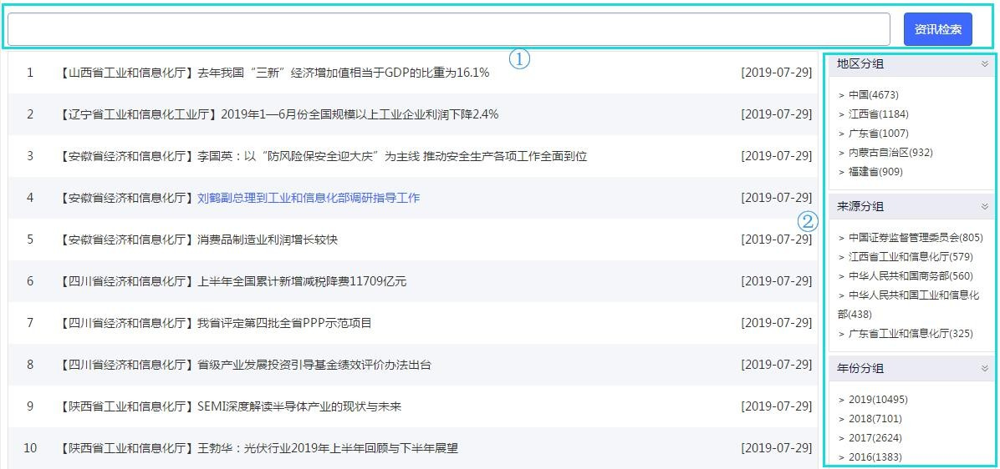 资讯检索
①
1 【山西省工业和信息化厅】去年我国“三新”经济增加值相当于GDP的比重为16.1% [2019-07-29]
2 【辽宁省工业和信息化工业厅】2019年1—6月份全国规模以上工业企业利润下降2.4% [2019-07-29]
3 【安徽省经济和信息化厅】李国英：以“防风险保安全迎大庆”为主线 推动安全生产各项工作全面到位 [2019-07-29]
4 【安徽省经济和信息化厅】刘鹤副总理到工业和信息化部调研指导工作 [2019-07-29]
5 【安徽省经济和信息化厅】消费品制造业利润增长较快 [2019-07-29]
6 【四川省经济和信息化厅】上半年全国累计新增减税降费11709亿元 [2019-07-29]
7 【四川省经济和信息化厅】我省评定第四批全省PPP示范项目 [2019-07-29]
8 【四川省经济和信息化厅】省级产业发展投资引导基金绩效评价办法出台 [2019-07-29]
9 【陕西省工业和信息化厅】SEMI深度解读半导体产业的现状与未来 [2019-07-29]
10 【陕西省工业和信息化厅】王勃华：光伏行业2019年上半年回顾与下半年展望 [2019-07-29]
②
地区分组
> 中国(4673)
> 江西省(1184)
> 广东省(1007)
> 内蒙古自治区(932)
> 福建省(909)
来源分组
> 中国证券监督管理委员会(805)
> 江西省工业和信息化厅(579)
> 中华人民共和国商务部(560)
> 中华人民共和国工业和信息化
部(438)
> 广东省工业和信息化厅(325)
年份分组
> 2019(10495)
> 2018(7101)
> 2017(2624)
> 2016(1383)